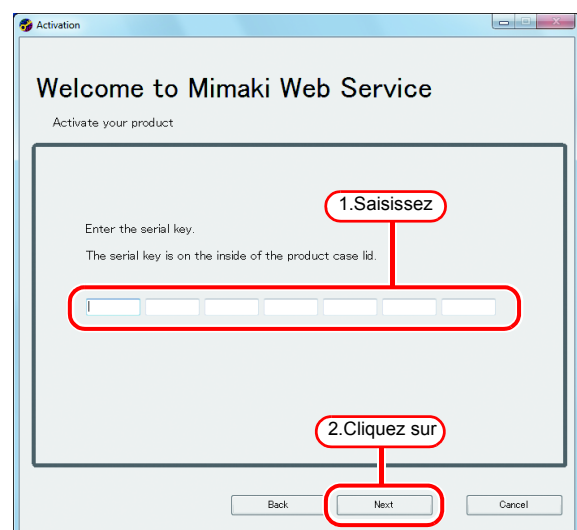 Activation
Welcome to Mimaki Web Service
Activate your product
1.Saisissez
Enter the serial key.
The serial key is on the inside of the product case lid.
2.Cliquez sur
Back Next Cancel